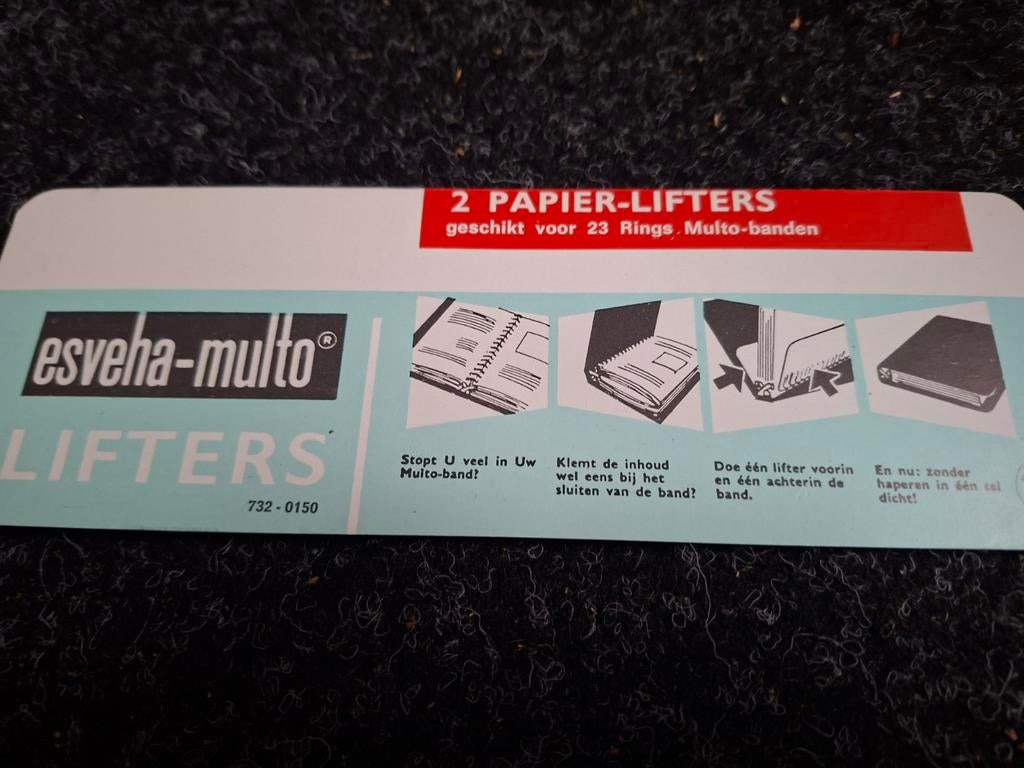 2 PAPIER-LIFTERS
geschikt voor 23 Rings Multo-banden
esveha-multo®
LIFTERS
732-0150
Stopt U veel in Uw
Multo-band?
Klemt de inhoud
wel eens bij het
sluiten van de band?
Doe één lifter voorin
en één achterin de
band.
En nu: zonder
haperen in één tel
dicht!